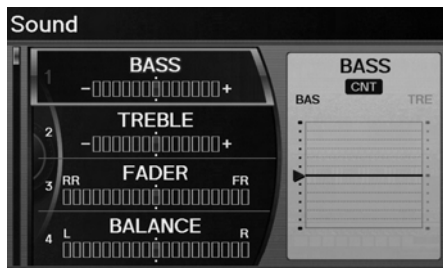 Sound
1 BASS
- +
2 TREBLE
- +
3 RR FADER FR
4 L BALANCE R
BASS
CNT
BAS TRE